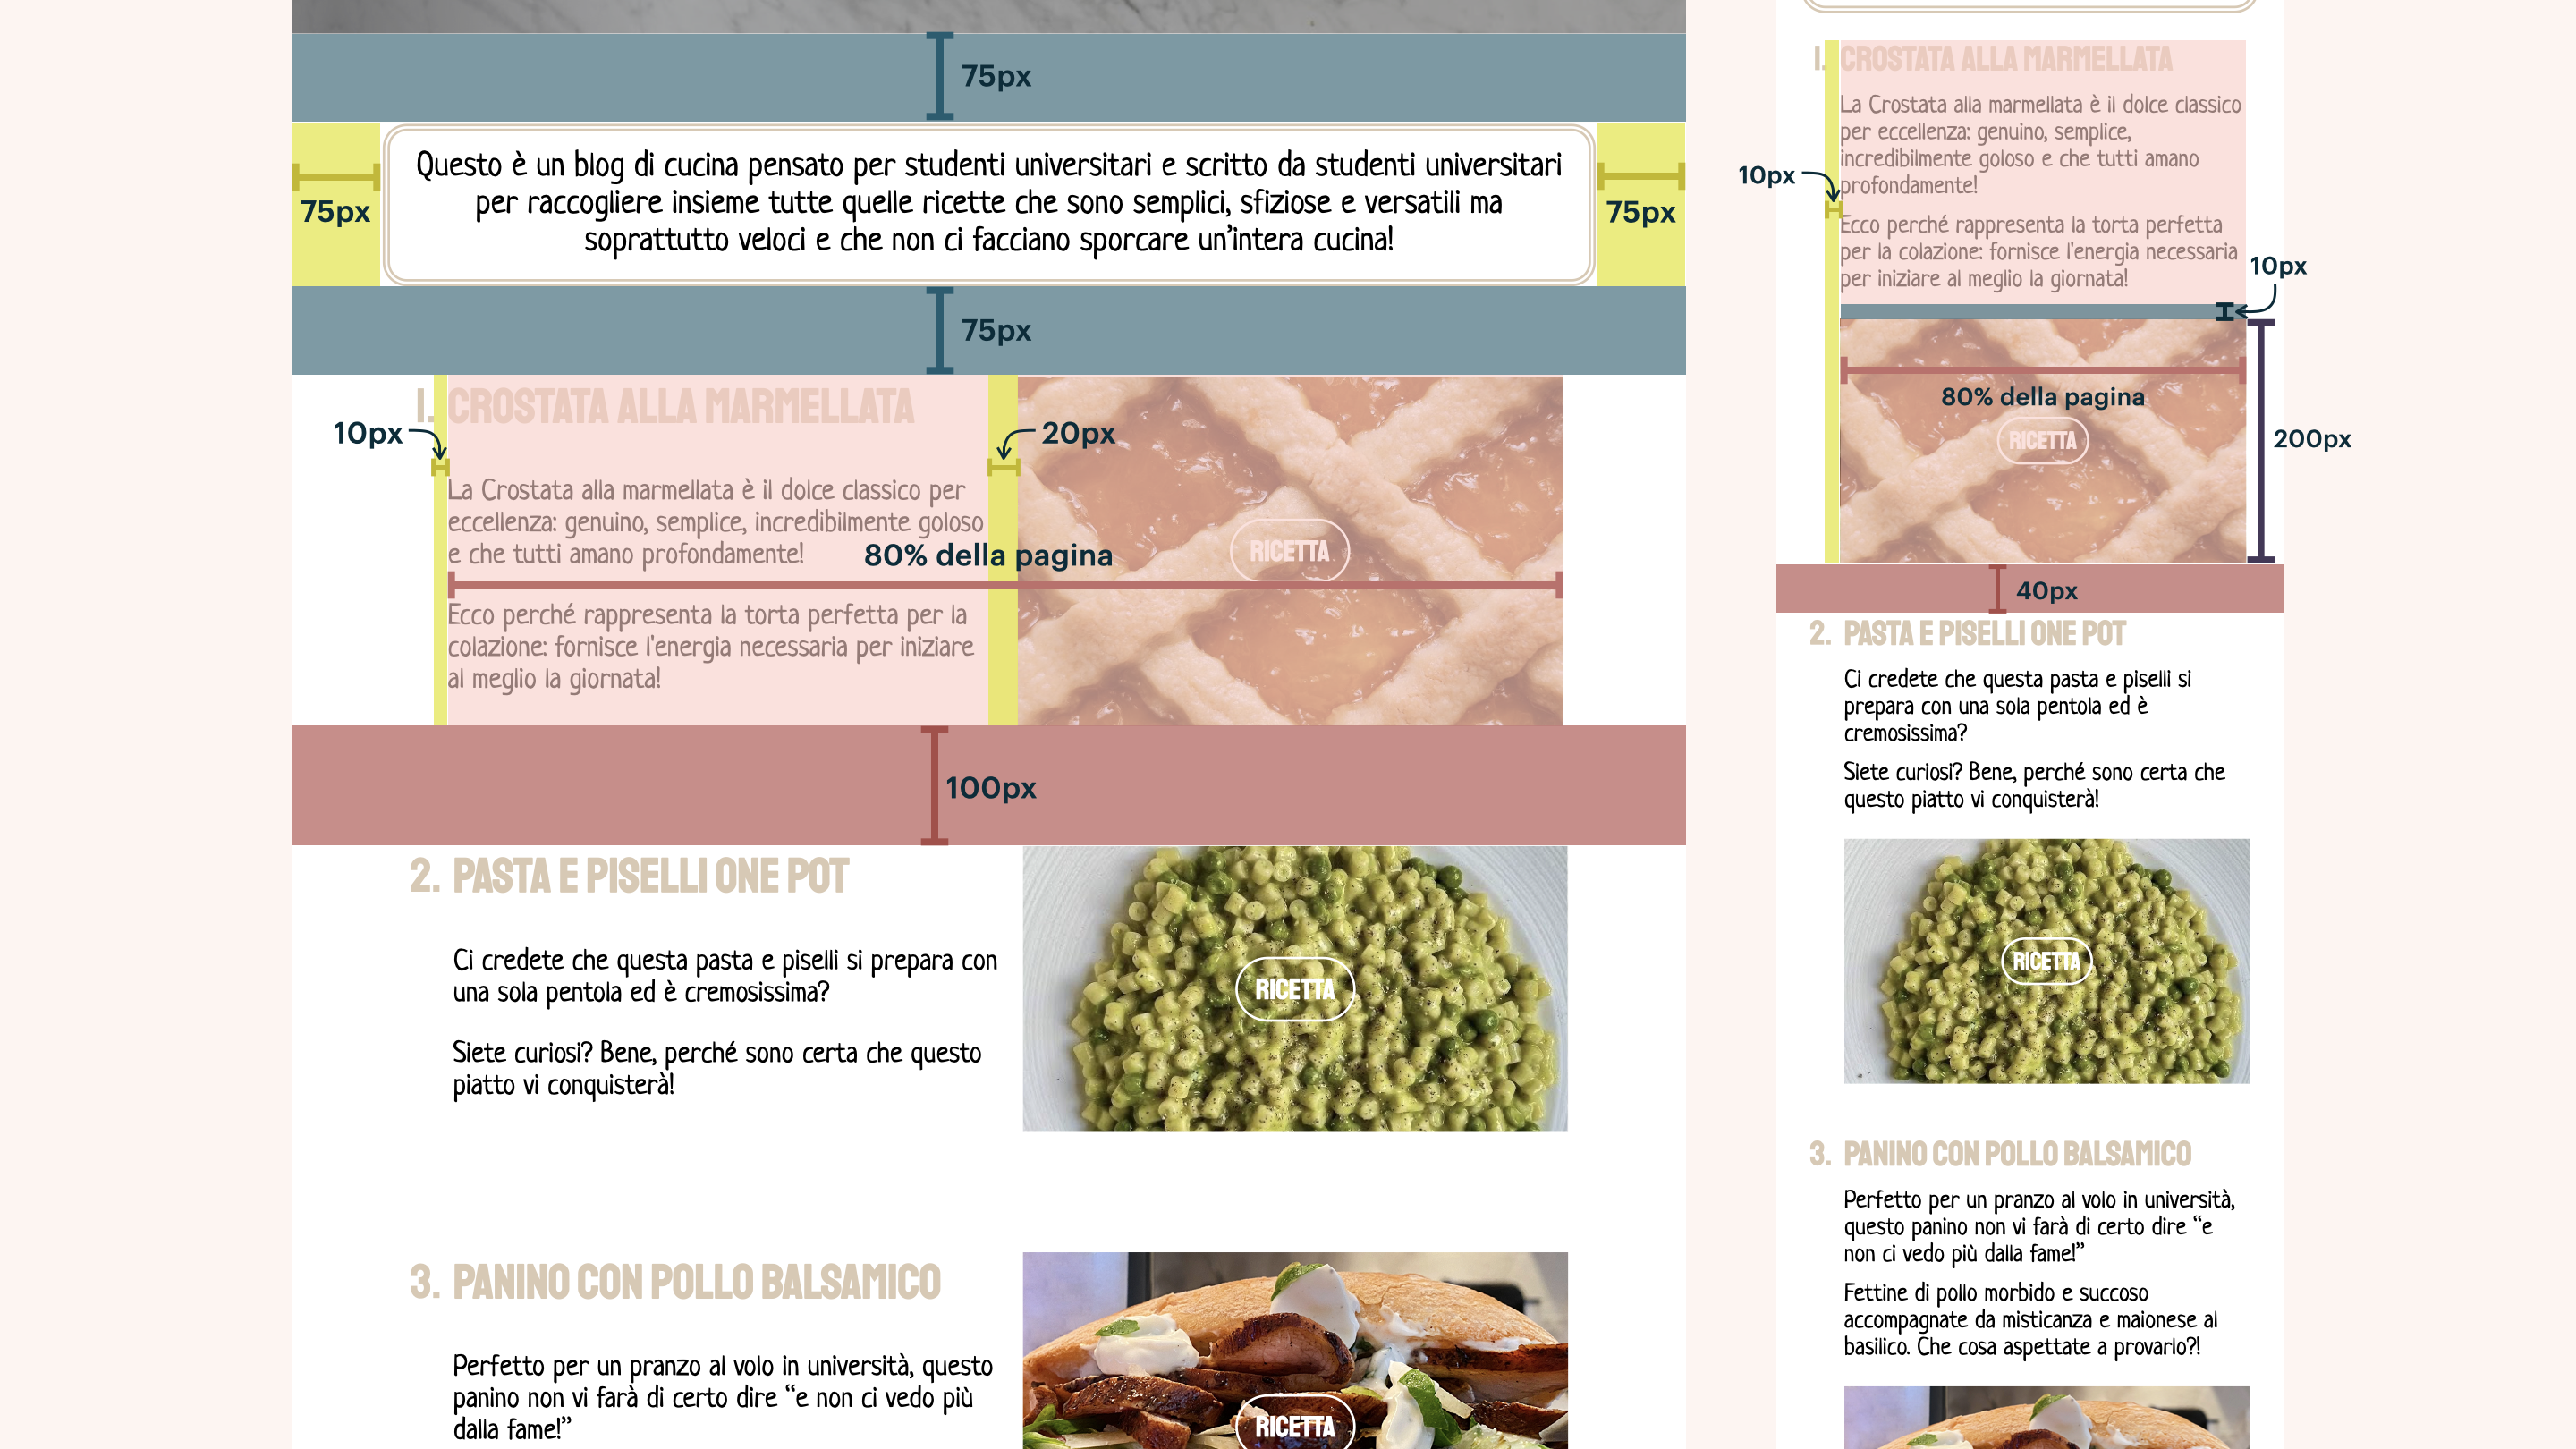 75px
75px
Questo è un blog di cucina pensato per studenti universitari e scritto da studenti universitari
per raccogliere insieme tutte quelle ricette che sono semplici, sfiziose e versatili ma
soprattutto veloci e che non ci facciano sporcare un'intera cucina!
75px
75px
1. CROSTATA ALLA MARMELLATA
10px
20px
La Crostata alla marmellata è il dolce classico per
eccellenza: genuino, semplice, incredibilmente goloso
e che tutti amano profondamente!
80% della pagina
RICETTA
Ecco perché rappresenta la torta perfetta per la
colazione: fornisce l'energia necessaria per iniziare
al meglio la giornata!
100px
2. PASTA E PISELLI ONE POT
Ci credete che questa pasta e piselli si prepara con
una sola pentola ed è cremosissima?
Siete curiosi? Bene, perché sono certa che questo
piatto vi conquisterà!
RICETTA
3. PANINO CON POLLO BALSAMICO
Perfetto per un pranzo al volo in università, questo
panino non vi farà di certo dire “e non ci vedo più
dalla fame!”
RICETTA
1. CROSTATA ALLA MARMELLATA
La Crostata alla marmellata è il dolce classico
per eccellenza: genuino, semplice,
incredibilmente goloso e che tutti amano
profondamente!
10px
Ecco perché rappresenta la torta perfetta
per la colazione: fornisce l'energia necessaria
per iniziare al meglio la giornata!
10px
80% della pagina
RICETTA
200px
40px
2. PASTA E PISELLI ONE POT
Ci credete che questa pasta e piselli si
prepara con una sola pentola ed è
cremosissima?
Siete curiosi? Bene, perché sono certa che
questo piatto vi conquisterà!
RICETTA
3. PANINO CON POLLO BALSAMICO
Perfetto per un pranzo al volo in università,
questo panino non vi farà di certo dire “e
non ci vedo più dalla fame!”
Fettine di pollo morbido e succoso
accompagnate da misticanza e maionese al
basilico. Che cosa aspettate a provarlo?!